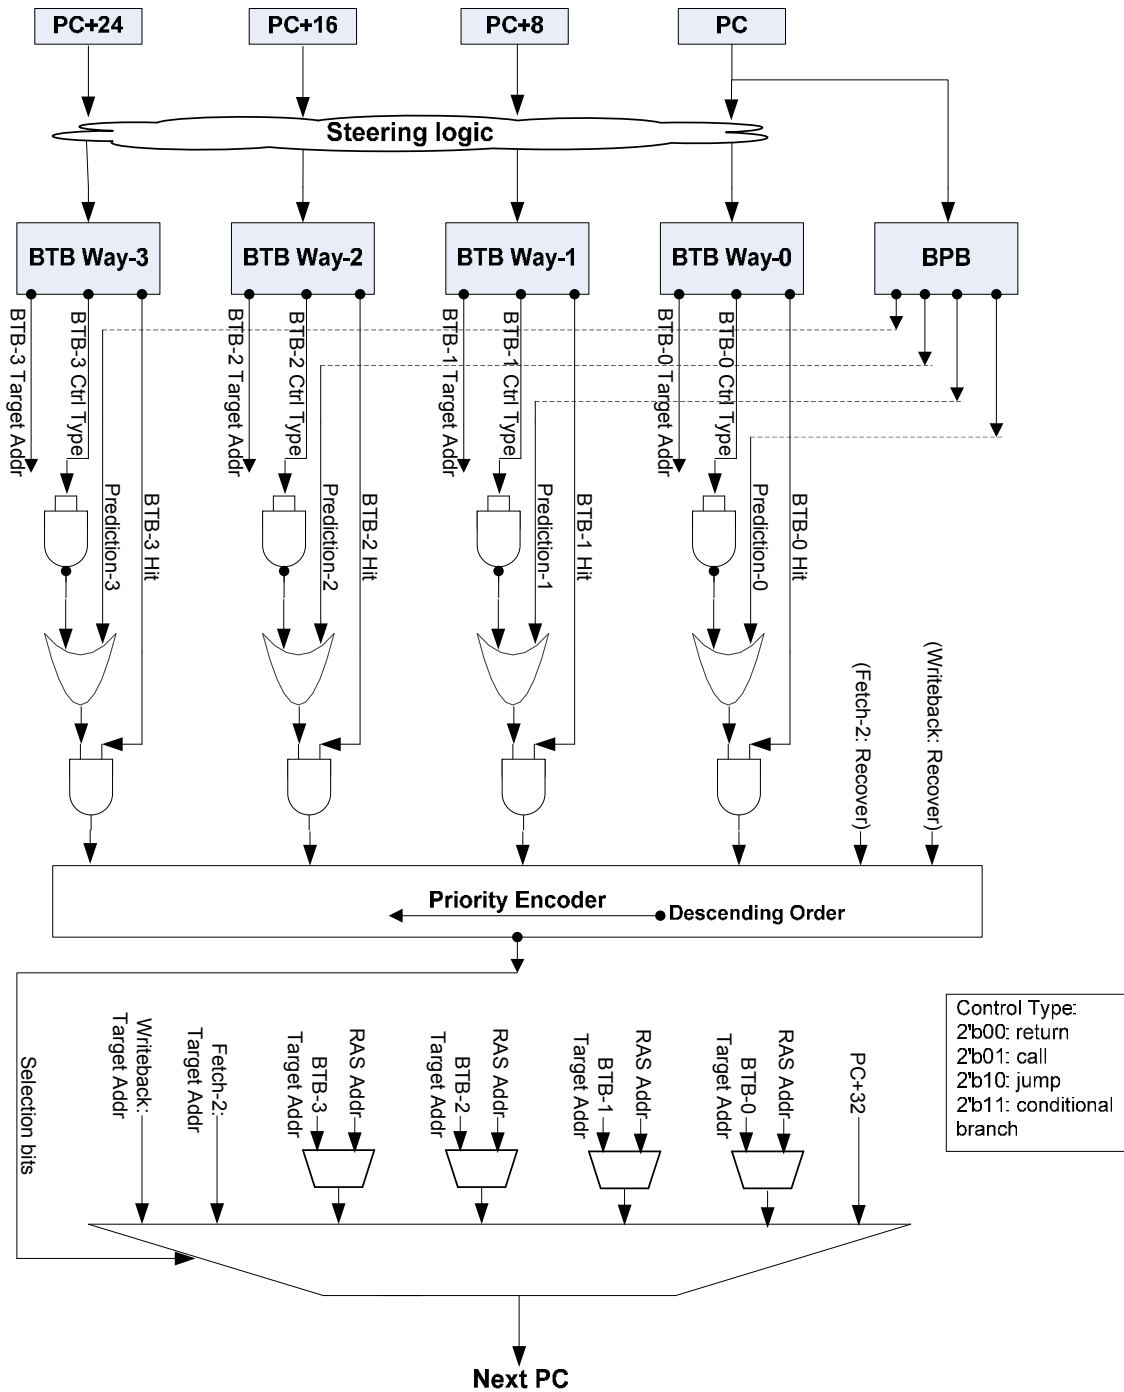 PC+24
PC+16
PC+8
PC
Steering logic
BTB Way-3
BTB Way-2
BTB Way-1
BTB Way-0
BPB
BTB-3 Target Addr
BTB-3 Ctrl Type
BTB-2 Target Addr
BTB-2 Ctrl Type
BTB-1 Target Addr
BTB-1 Ctrl Type
BTB-0 Target Addr
BTB-0 Ctrl Type
Prediction-3
BTB-3 Hit
Prediction-2
BTB-2 Hit
Prediction-1
BTB-1 Hit
Prediction-0
BTB-0 Hit
(Fetch-2: Recover)
(Writeback: Recover)
Priority Encoder
Descending Order
Selection bits
Writeback:
Target Addr
Fetch-2:
Target Addr
BTB-3
Target Addr
RAS Addr
BTB-2
Target Addr
RAS Addr
BTB-1
Target Addr
RAS Addr
BTB-0
Target Addr
RAS Addr
PC+32
Control Type:
2'b00: return
2'b01: call
2'b10: jump
2'b11: conditional
branch
Next PC